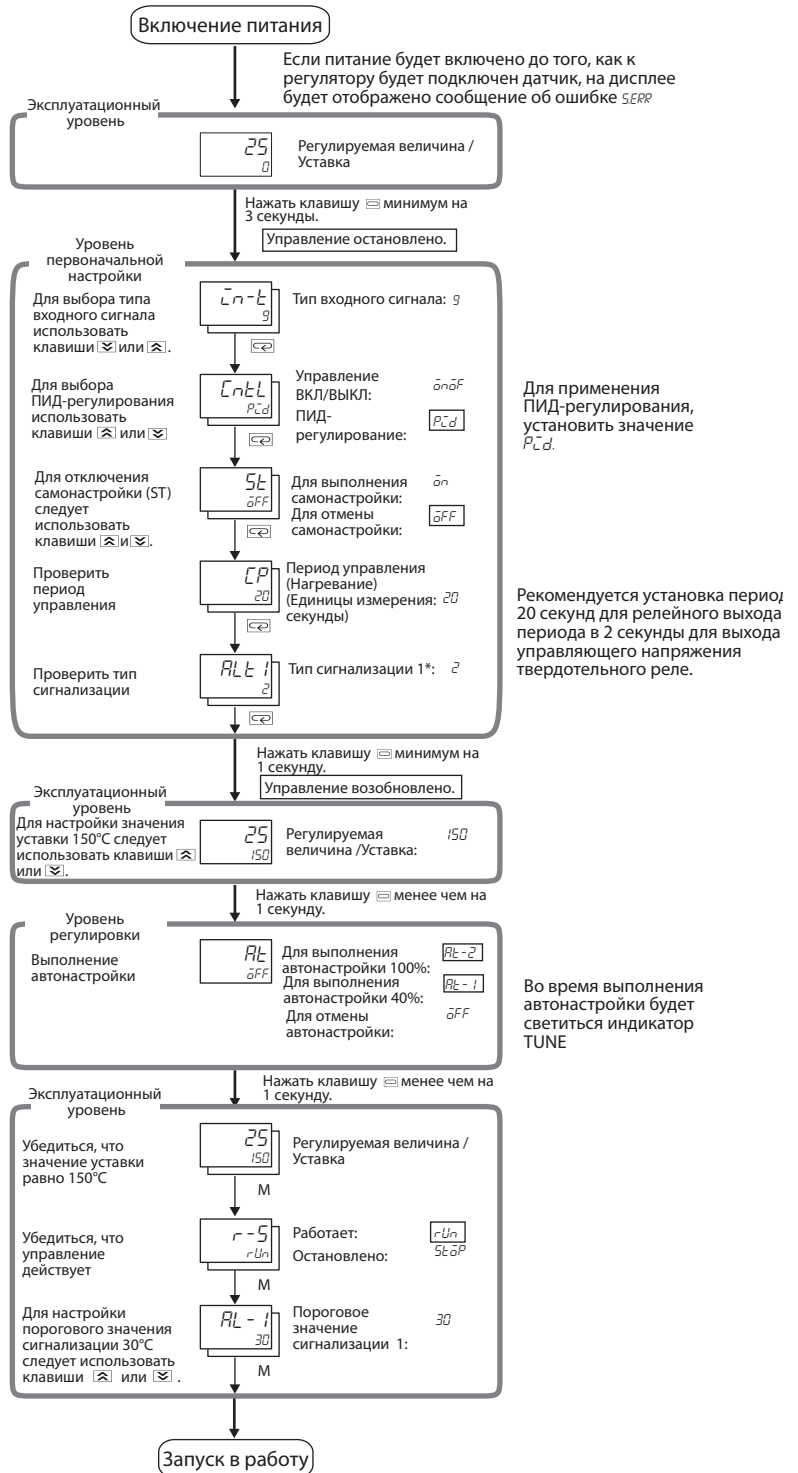 Включение питания
Если питание будет включено до того, как к
регулятору будет подключен датчик, на дисплее
будет отображено сообщение об ошибке S.ERR
Эксплуатационный
уровень
25
0
Регулируемая величина /
Уставка
Нажать клавишу минимум на
3 секунды.
Управление остановлено.
Уровень
первоначальной
настройки
Для выбора типа
входного сигнала
использовать
клавиши или .
in-t
9
Тип входного сигнала: 9
Для выбора
ПИД-регулирования
использовать
клавиши или
CntL
Pid
Управление
ВКЛ/ВЫКЛ:
onoF
ПИД-
регулирование:
Pid
Для применения
ПИД-регулирования,
установить значение
Pid.
Для отключения
самонастройки (ST)
следует
использовать
клавиши и .
St
oFF
Для выполнения
самонастройки:
on
Для отмены
самонастройки:
oFF
Проверить
период
управления
CP
20
Период управления
(Нагревание)
(Единицы измерения: 20
секунды)
Рекомендуется установка период
20 секунд для релейного выхода
периода в 2 секунды для выхода
управляющего напряжения
твердотельного реле.
Проверить тип
сигнализации
ALt1
2
Тип сигнализации 1*: 2
Нажать клавишу минимум на
1 секунду.
Управление возобновлено.
Эксплуатационный
уровень
Для настройки значения
уставки 150°C следует
использовать клавиши
или .
25
150
Регулируемая
величина /Уставка:
150
Нажать клавишу менее чем на
1 секунду.
Уровень
регулировки
Выполнение
автонастройки
At
oFF
Для выполнения
автонастройки 100%:
At-2
Для выполнения
автонастройки 40%:
At-1
Для отмены
автонастройки:
oFF
Во время выполнения
автонастройки будет
светиться индикатор
TUNE
Нажать клавишу менее чем на
1 секунду.
Эксплуатационный
уровень
Убедиться, что
значение уставки
равно 150°C
25
150
Регулируемая величина /
Уставка
M
Убедиться, что
управление
действует
r-S
rUn
Работает: rUn
Остановлено: StoP
M
Для настройки
порогового значения
сигнализации 30°C
следует использовать
клавиши или .
AL-1
30
Пороговое
значение
сигнализации 1:
30
M
Запуск в работу